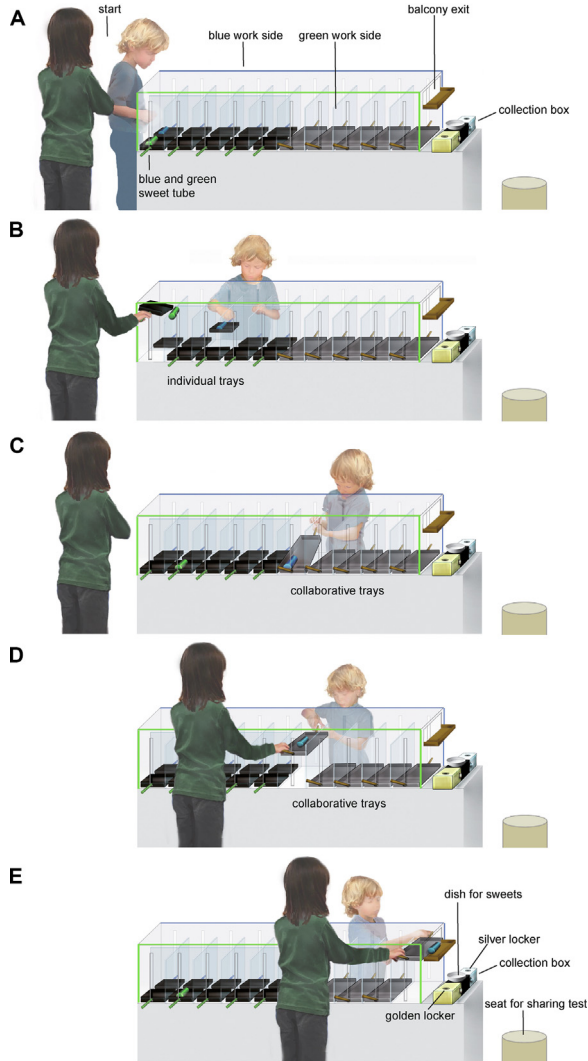 A
start
balcony exit
blue work side
green work side
collection box
blue and green
sweet tube
B
individual trays
C
collaborative trays
D
collaborative trays
E
dish for sweets
silver locker
collection box
golden locker
seat for sharing test